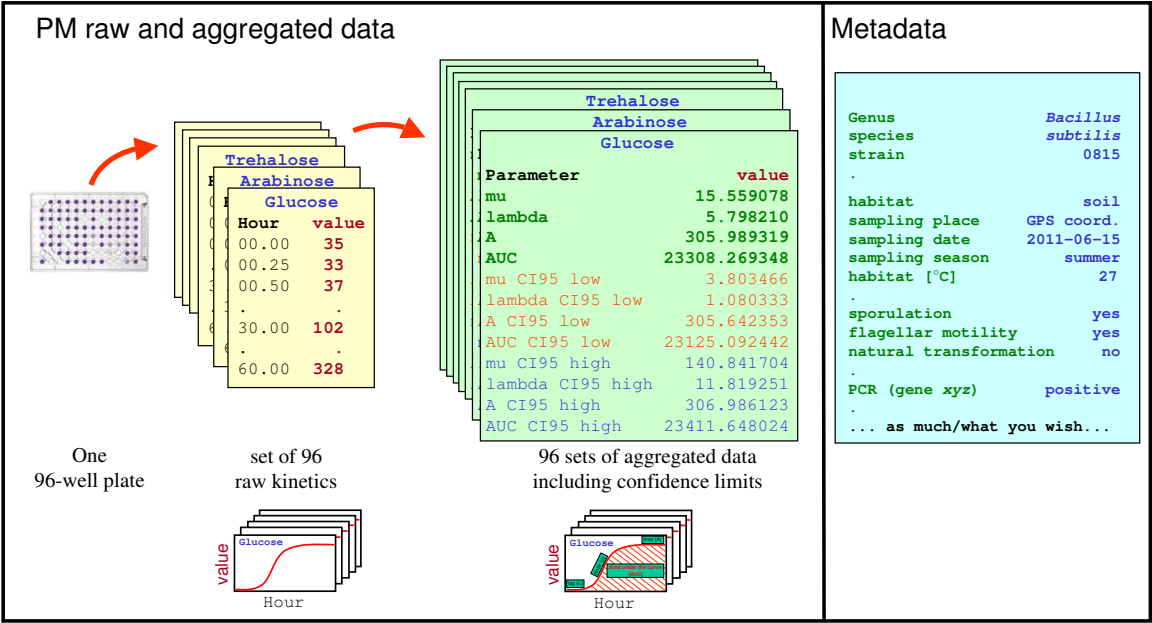 PM raw and aggregated data
Trehalose
Arabinose
Glucose
Hour value
00.00 35
00.25 33
00.50 37
. .
30.00 102
. .
60.00 328
Trehalose
Arabinose
Glucose
Parameter value
mu 15.559078
lambda 5.798210
A 305.989319
AUC 23308.269348
mu CI95 low 3.803466
lambda CI95 low 1.080333
A CI95 low 305.642353
AUC CI95 low 23125.092442
mu CI95 high 140.841704
lambda CI95 high 11.819251
A CI95 high 306.986123
AUC CI95 high 23411.648024
One
96-well plate
set of 96
raw kinetics
96 sets of aggregated data
including confidence limits
value
Glucose
Hour
value
Glucose
max (A)
Area under the curve
(AUC)
lag (λ)
Hour
Metadata
Genus Bacillus
species subtilis
strain 0815
.
habitat soil
sampling place GPS coord.
sampling date 2011-06-15
sampling season summer
habitat [°C] 27
.
sporulation yes
flagellar motility yes
natural transformation no
.
PCR (gene xyz) positive
.
... as much/what you wish...